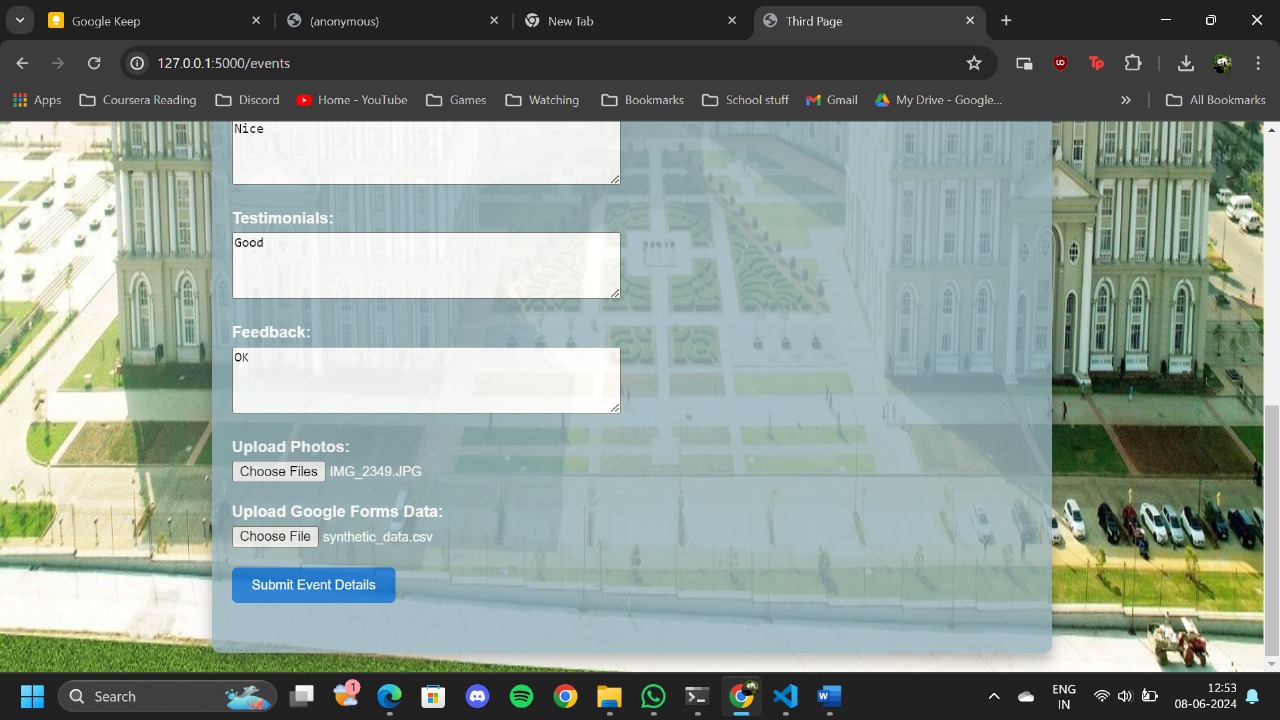 Google Keep
(anonymous)
New Tab
Third Page
127.0.0.1:5000/events
Apps
Coursera Reading
Discord
Home - YouTube
Games
Watching
Bookmarks
School stuff
Gmail
My Drive - Google...
All Bookmarks
Nice
Testimonials:
Good
Feedback:
OK
Upload Photos:
Choose Files IMG_2349.JPG
Upload Google Forms Data:
Choose File synthetic_data.csv
Submit Event Details
Search
1
ENG
IN
12:53
08-06-2024